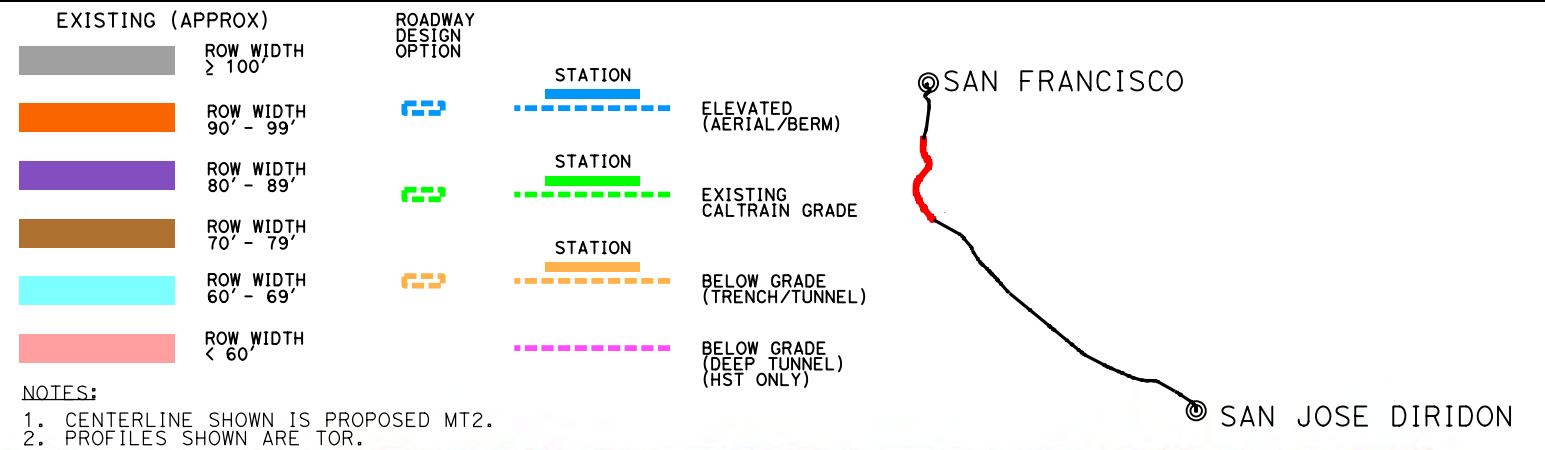 EXISTING (APPROX)
ROW WIDTH
≥ 100'
ROW WIDTH
90' - 99'
ROW WIDTH
80' - 89'
ROW WIDTH
70' - 79'
ROW WIDTH
60' - 69'
ROW WIDTH
< 60'
ROADWAY
DESIGN
OPTION
STATION
ELEVATED
(AERIAL/BERM)
STATION
EXISTING
CALTRAIN GRADE
STATION
BELOW GRADE
(TRENCH/TUNNEL)
BELOW GRADE
(DEEP TUNNEL)
(HST ONLY)
NOTES:
1. CENTERLINE SHOWN IS PROPOSED MT2.
2. PROFILES SHOWN ARE TOR.
SAN FRANCISCO
SAN JOSE DIRIDON